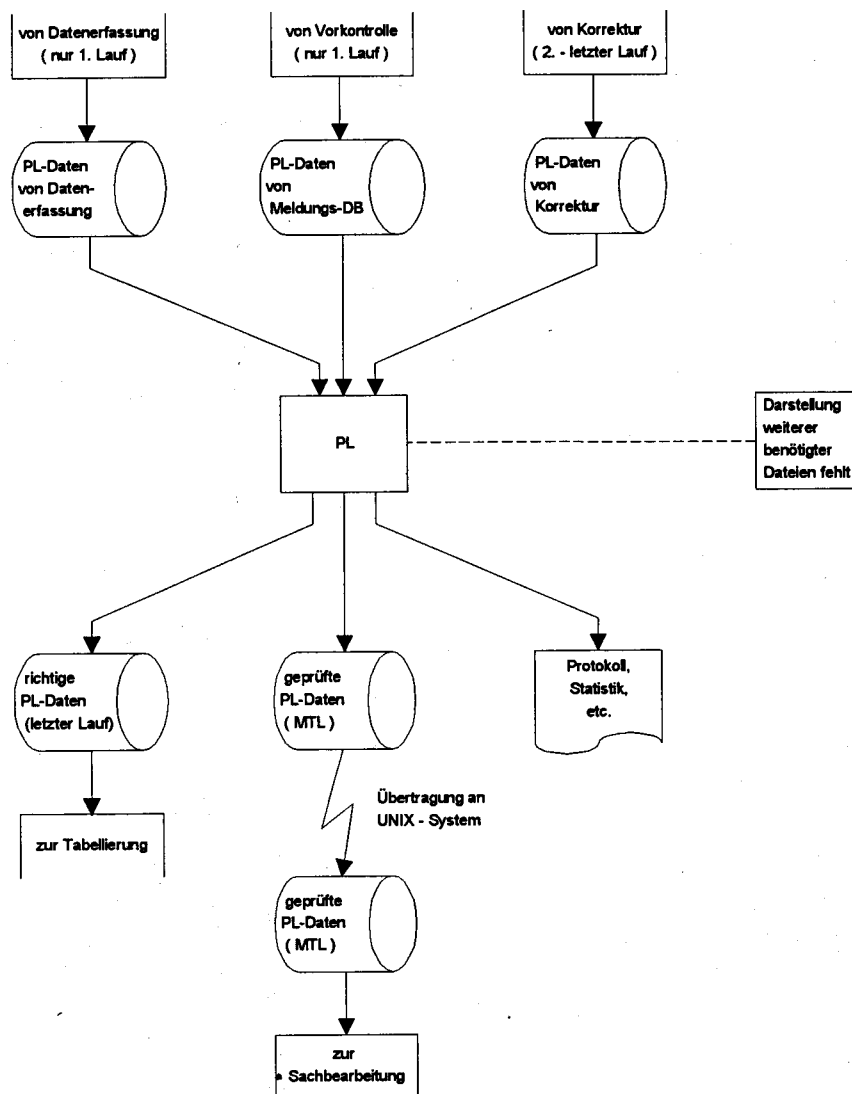 von Datenerfassung
( nur 1. Lauf )
von Vorkontrolle
( nur 1. Lauf )
von Korrektur
( 2. - letzter Lauf )
PL-Daten
von Daten-
erfassung
PL-Daten
von
Meldungs-DB
PL-Daten
von
Korrektur
PL
Darstellung
weiterer
benötigter
Dateien fehlt
richtige
PL-Daten
(letzter Lauf)
geprüfte
PL-Daten
( MTL )
Protokoll,
Statistik,
etc.
Übertragung an
UNIX - System
zur Tabellierung
geprüfte
PL-Daten
( MTL )
zur
Sachbearbeitung